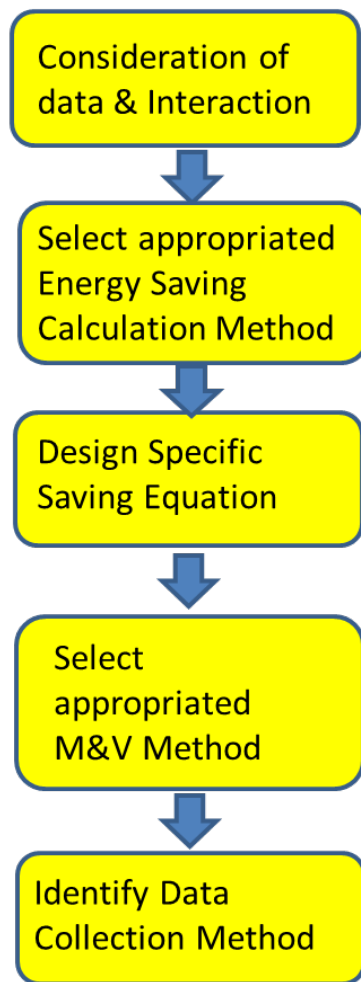 Consideration of
data & Interaction
Select appropriated
Energy Saving
Calculation Method
Design Specific
Saving Equation
Select
appropriated
M&V Method
Identify Data
Collection Method